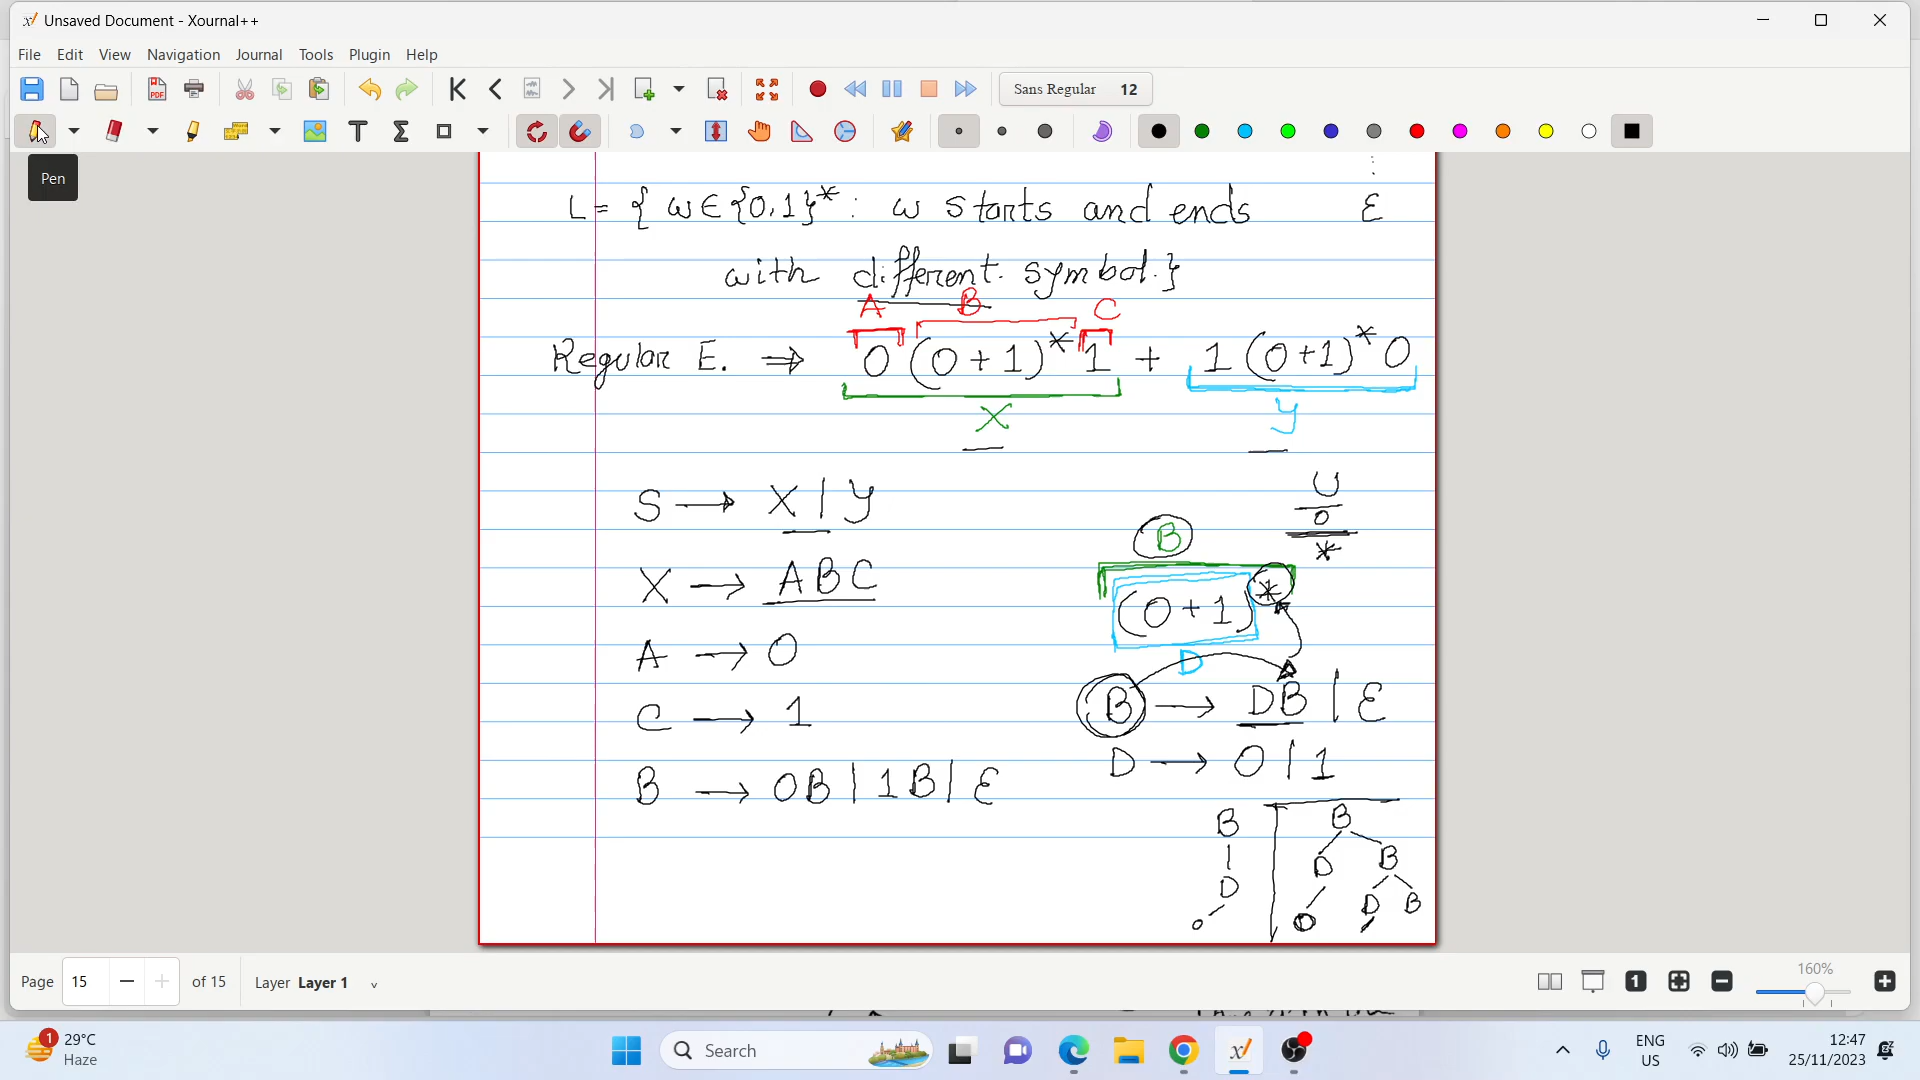 Unsaved Document - Xournal++
File Edit View Navigation Journal Tools Plugin Help
PDF
Sans Regular 12
Pen
L = { ω ∈ {0,1}* : ω starts and ends
ε
with different symbol. }
A B C
Regular E. ⇒ 0 (0 + 1)* 1 + 1 (0+1)* 0
X
Y
S → X | Y
U
o
*
B
X → ABC
(0 + 1)*
A → 0
D
C → 1
B → DB | ε
D → 0 | 1
B → 0B | 1B | ε
B
D
0
B
D B
0 D B
Page 15 of 15 Layer Layer 1
160%
1
29°C
Haze
Search
ENG
US
12:47
25/11/2023